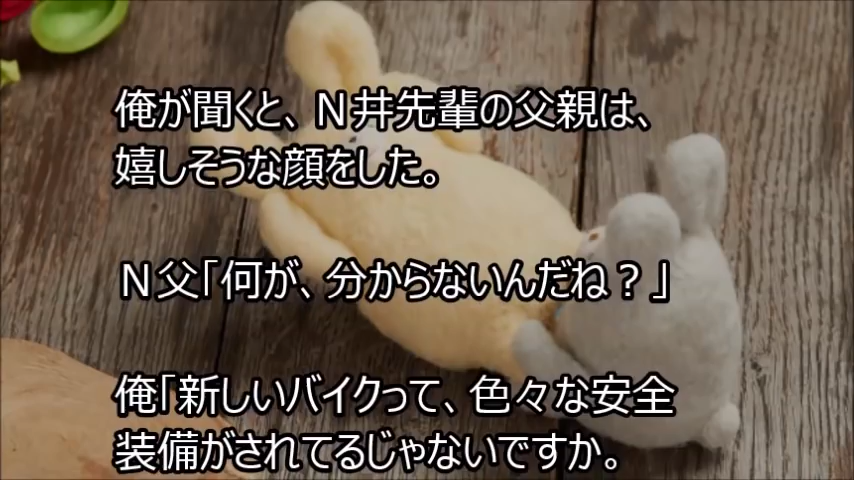 俺が聞くと、Ｎ井先輩の父親は、
嬉しそうな顔をした。
Ｎ父「何が、分からないんだね？」
俺「新しいバイクって、色々な安全
装備がされてるじゃないですか。